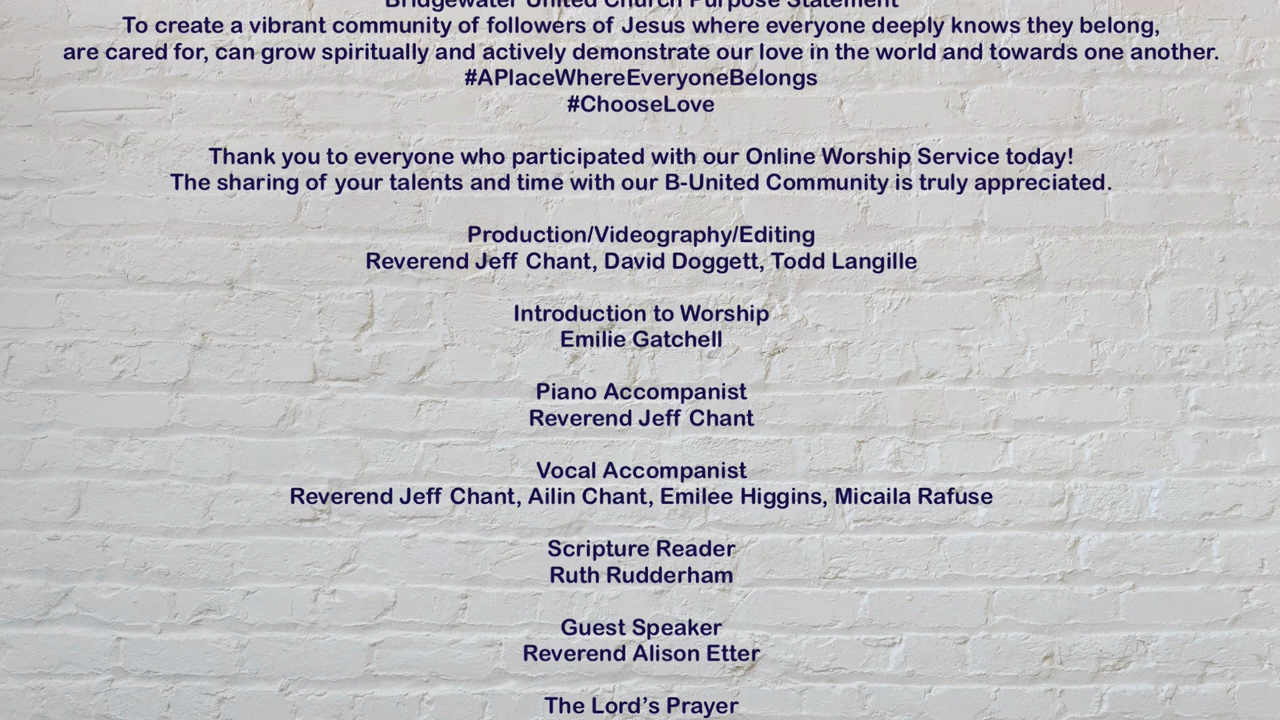 Bridgewater United Church Purpose Statement
To create a vibrant community of followers of Jesus where everyone deeply knows they belong,
are cared for, can grow spiritually and actively demonstrate our love in the world and towards one another.
#APlaceWhereEveryoneBelongs
#ChooseLove
Thank you to everyone who participated with our Online Worship Service today!
The sharing of your talents and time with our B-United Community is truly appreciated.
Production/Videography/Editing
Reverend Jeff Chant, David Doggett, Todd Langille
Introduction to Worship
Emilie Gatchell
Piano Accompanist
Reverend Jeff Chant
Vocal Accompanist
Reverend Jeff Chant, Ailin Chant, Emilee Higgins, Micaila Rafuse
Scripture Reader
Ruth Rudderham
Guest Speaker
Reverend Alison Etter
The Lord's Prayer